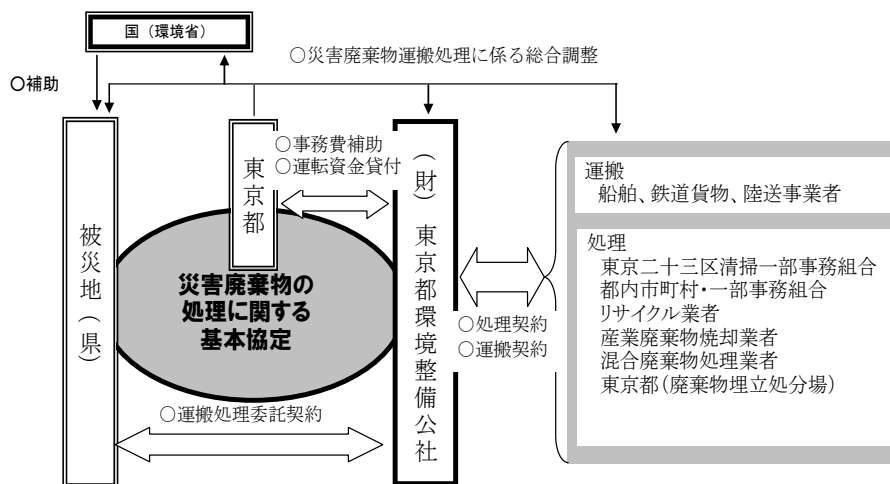 国（環境省）
○災害廃棄物運搬処理に係る総合調整
○補助
被災地（県）
東京都
○事務費補助
○運転資金貸付
（財）東京都環境整備公社
災害廃棄物の
処理に関する
基本協定
○運搬処理委託契約
○処理契約
○運搬契約
運搬
船舶、鉄道貨物、陸送事業者
処理
東京二十三区清掃一部事務組合
都内市町村・一部事務組合
リサイクル業者
産業廃棄物焼却業者
混合廃棄物処理業者
東京都（廃棄物埋立処分場）